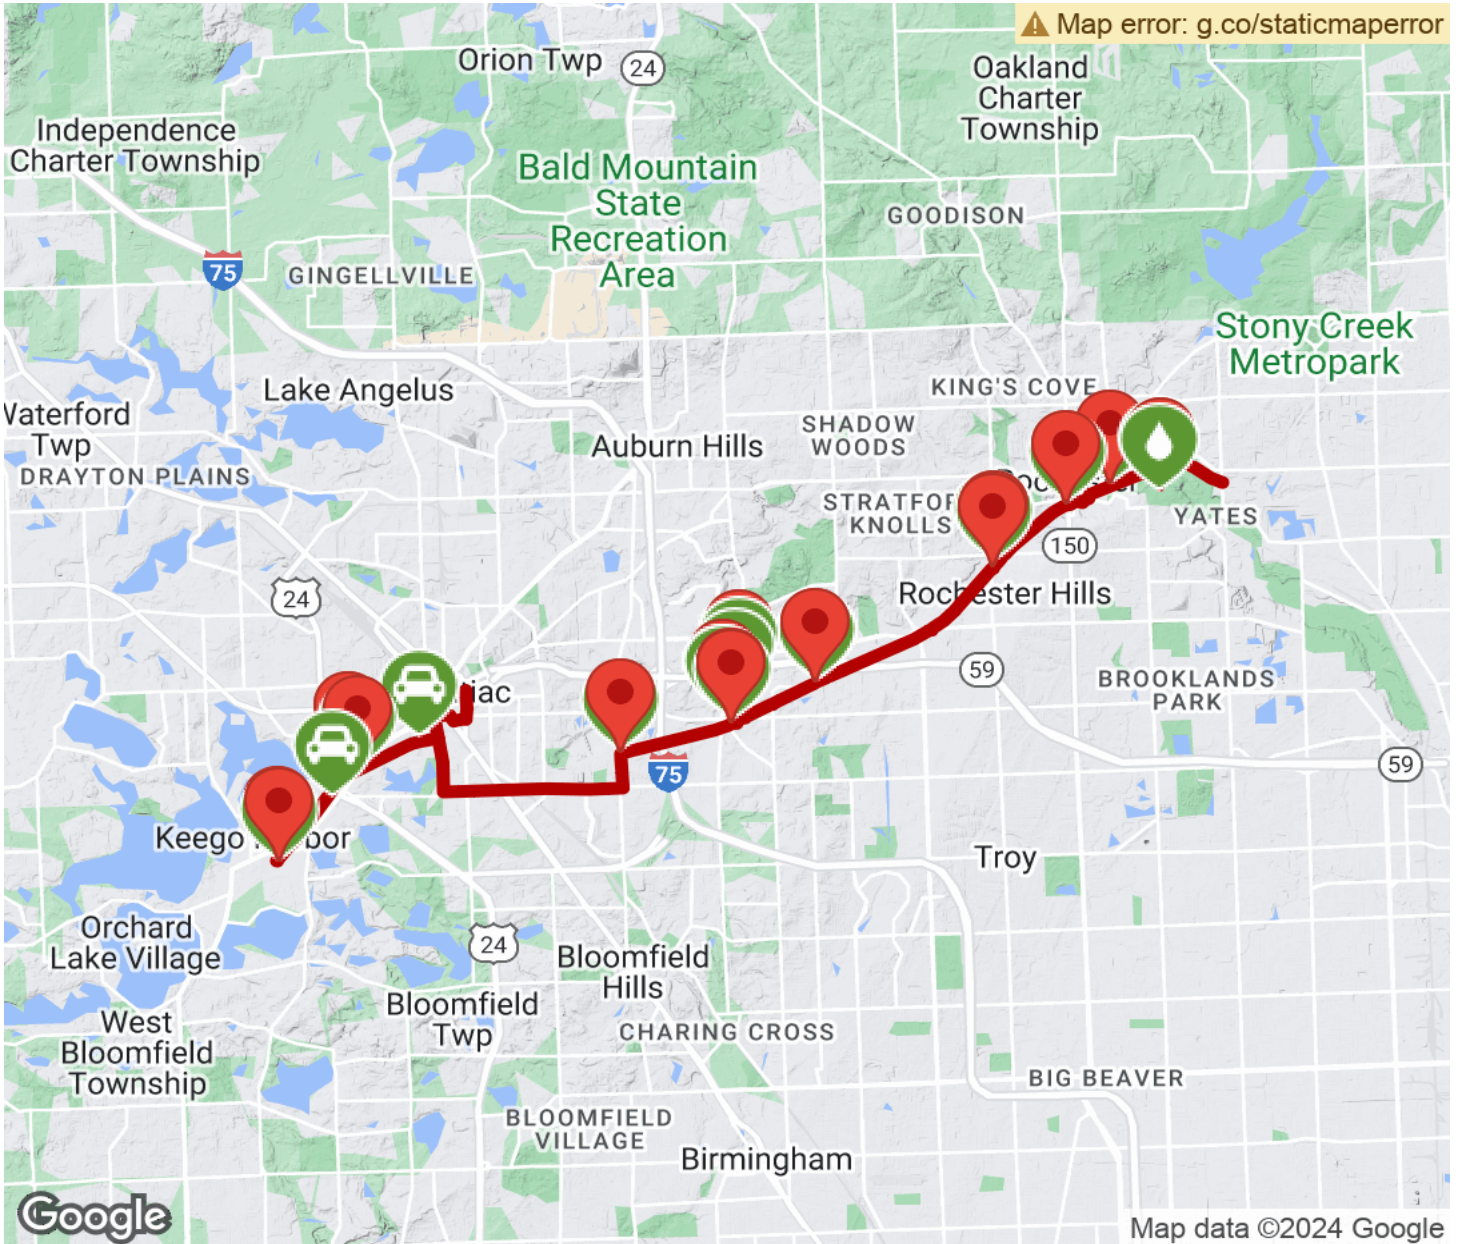 Map error: g.co/staticmaperror
Orion Twp
24
Oakland
Charter
Township
Independence
Charter Township
Bald Mountain
State
Recreation
Area
GOODISON
75
GINGELLVILLE
Stony Creek
Metropark
Lake Angelus
KING'S COVE
Waterford
Twp
SHADOW
WOODS
Auburn Hills
DRAYTON PLAINS
STRATFOR
KNOLLS
YATES
150
24
Rochester Hills
59
BROOKLANDS
PARK
iac
75
59
Keego
bor
Troy
Orchard
Lake Village
24
Bloomfield
Hills
Bloomfield
Twp
West
Bloomfield
Township
CHARING CROSS
BIG BEAVER
BLOOMFIELD
VILLAGE
Birmingham
Google
Map data ©2024 Google